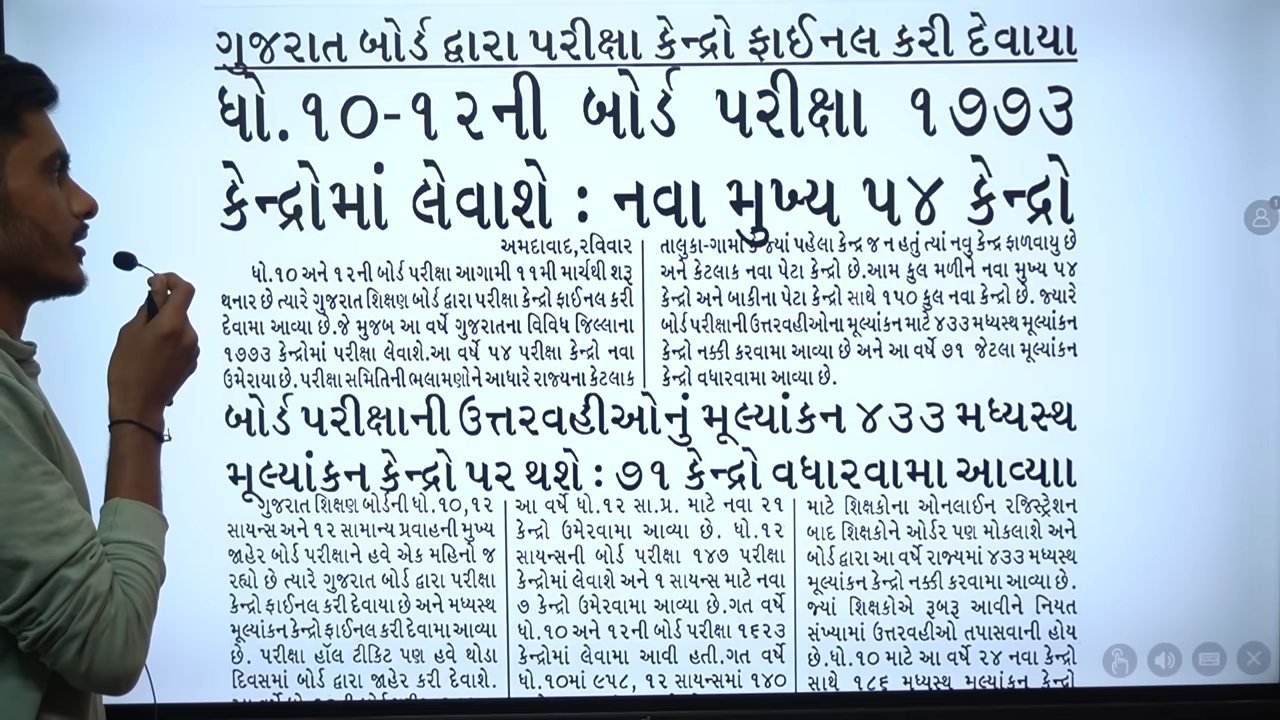 ગુજરાત બોર્ડ દ્વારા પરીક્ષા કેન્દ્રો ફાઈનલ કરી દેવાયા
ધો.૧૦-૧૨ની બોર્ડ પરીક્ષા ૧૭૭૩
કેન્દ્રોમાં લેવાશે : નવા મુખ્ય ૫૪ કેન્દ્રો
અમદાવાદ,રવિવાર
ધો.૧૦ અને ૧૨ની બોર્ડ પરીક્ષા આગામી ૧૧મી માર્ચથી શરૂ
થનાર છે ત્યારે ગુજરાત શિક્ષણ બોર્ડ દ્વારા પરીક્ષા કેન્દ્રો ફાઈનલ કરી
દેવામા આવ્યા છે.જે મુજબ આ વર્ષે ગુજરાતના વિવિધ જિલ્લાના
૧૭૭૩ કેન્દ્રોમાં પરીક્ષા લેવાશે.આ વર્ષે ૫૪ પરીક્ષા કેન્દ્રો નવા
ઉમેરાયા છે. પરીક્ષા સમિતિની ભલામણોને આધારે રાજ્યના કેટલાક
તાલુકા-ગામો કે જ્યાં પહેલા કેન્દ્ર જ ન હતું ત્યાં નવુ કેન્દ્ર ફાળવાયુ છે
અને કેટલાક નવા પેટા કેન્દ્રો છે.આમ કુલ મળીને નવા મુખ્ય ૫૪
કેન્દ્રો અને બાકીના પેટા કેન્દ્રો સાથે ૧૫૦ કુલ નવા કેન્દ્રો છે. જ્યારે
બોર્ડ પરીક્ષાની ઉત્તરવહીઓના મૂલ્યાંકન માટે ૪૩૩ મધ્યસ્થ મૂલ્યાંકન
કેન્દ્રો નક્કી કરવામા આવ્યા છે અને આ વર્ષે ૭૧ જેટલા મૂલ્યાંકન
કેન્દ્રો વધારવામા આવ્યા છે.
બોર્ડ પરીક્ષાની ઉત્તરવહીઓનું મૂલ્યાંકન ૪૩૩ મધ્યસ્થ
મૂલ્યાંકન કેન્દ્રો પર થશે : ૭૧ કેન્દ્રો વધારવામા આવ્યાા
ગુજરાત શિક્ષણ બોર્ડની ધો.૧૦,૧૨
સાયન્સ અને ૧૨ સામાન્ય પ્રવાહની મુખ્ય
જાહેર બોર્ડ પરીક્ષાને હવે એક મહિનો જ
રહ્યો છે ત્યારે ગુજરાત બોર્ડ દ્વારા પરીક્ષા
કેન્દ્રો ફાઈનલ કરી દેવાયા છે અને મધ્યસ્થ
મૂલ્યાંકન કેન્દ્રો ફાઈનલ કરી દેવામા આવ્યા
છે. પરીક્ષા હૉલ ટીકિટ પણ હવે થોડા
દિવસમાં બોર્ડ દ્વારા જાહેર કરી દેવાશે.
આ વર્ષે ધો.૧૨ સા.પ્ર. માટે નવા ૨૧
કેન્દ્રો ઉમેરવામા આવ્યા છે. ધો.૧૨
સાયન્સની બોર્ડ પરીક્ષા ૧૪૭ પરીક્ષા
કેન્દ્રોમાં લેવાશે અને ૧ સાયન્સ માટે નવા
૭ કેન્દ્રો ઉમેરવામા આવ્યા છે.ગત વર્ષે
ધો.૧૦ અને ૧૨ની બોર્ડ પરીક્ષા ૧૬૨૩
કેન્દ્રોમાં લેવામા આવી હતી.ગત વર્ષે
ધો.૧૦માં ૯૫૮, ૧૨ સાયન્સમાં ૧૪૦
માટે શિક્ષકોના ઓનલાઈન રજિસ્ટ્રેશન
બાદ શિક્ષકોને ઓર્ડર પણ મોકલાશે અને
બોર્ડ દ્વારા આ વર્ષે રાજ્યમાં ૪૩૩ મધ્યસ્થ
મૂલ્યાંકન કેન્દ્રો નક્કી કરવામા આવ્યા છે.
જ્યાં શિક્ષકોએ રૂબરૂ આવીને નિયત
સંખ્યામાં ઉત્તરવહીઓ તપાસવાની હોય
છે.ધો.૧૦ માટે આ વર્ષે ૨૪ નવા કેન્દ્રો
સાથે ૧૮૬ મધ્યસ્થ મૂલ્યાંકન કેન્દ્રો